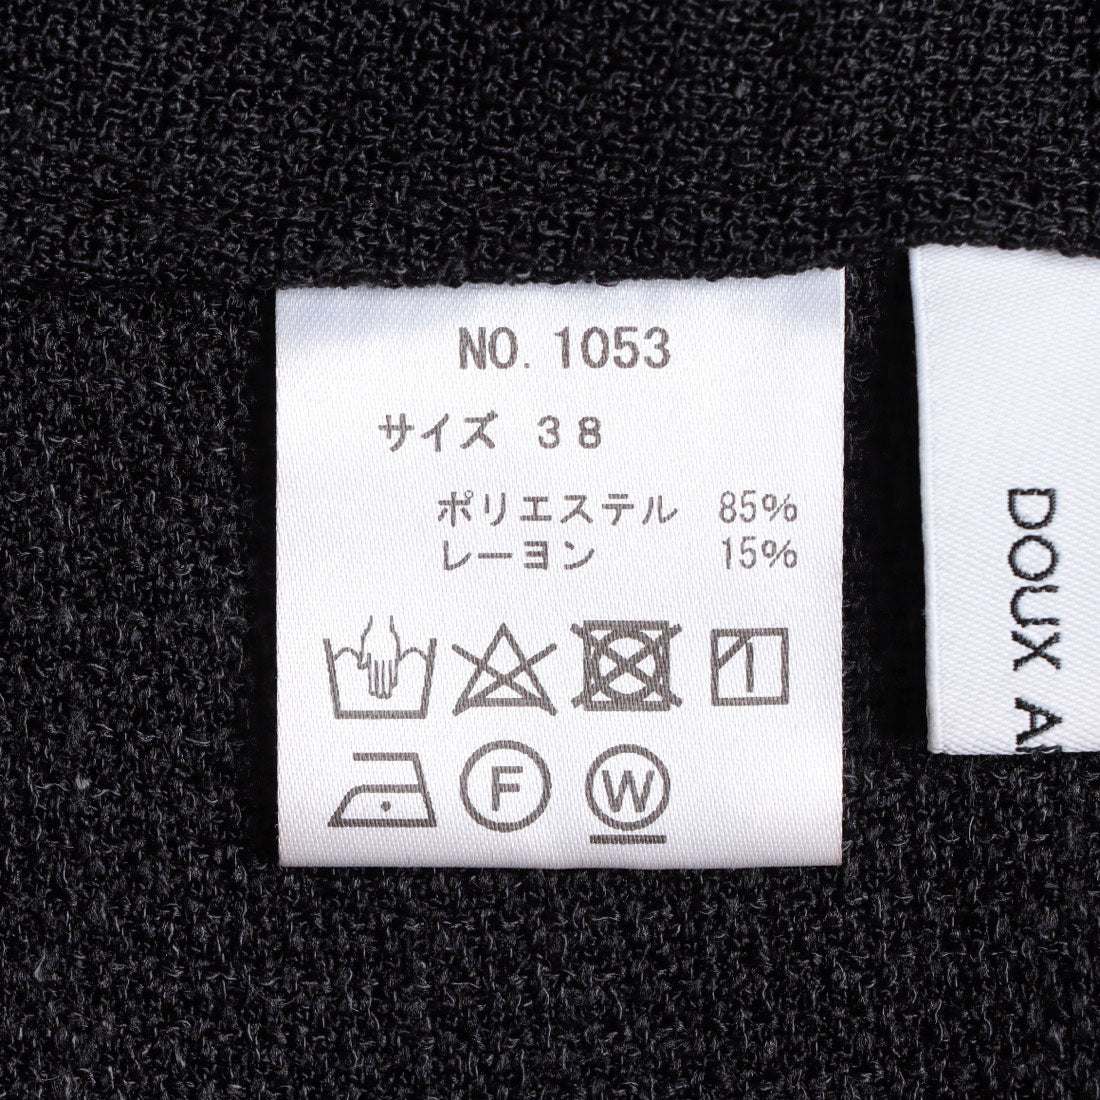 NO. 1053
サイズ 38
ポリエステル 85%
レーヨン 15%
F
W
DOUX